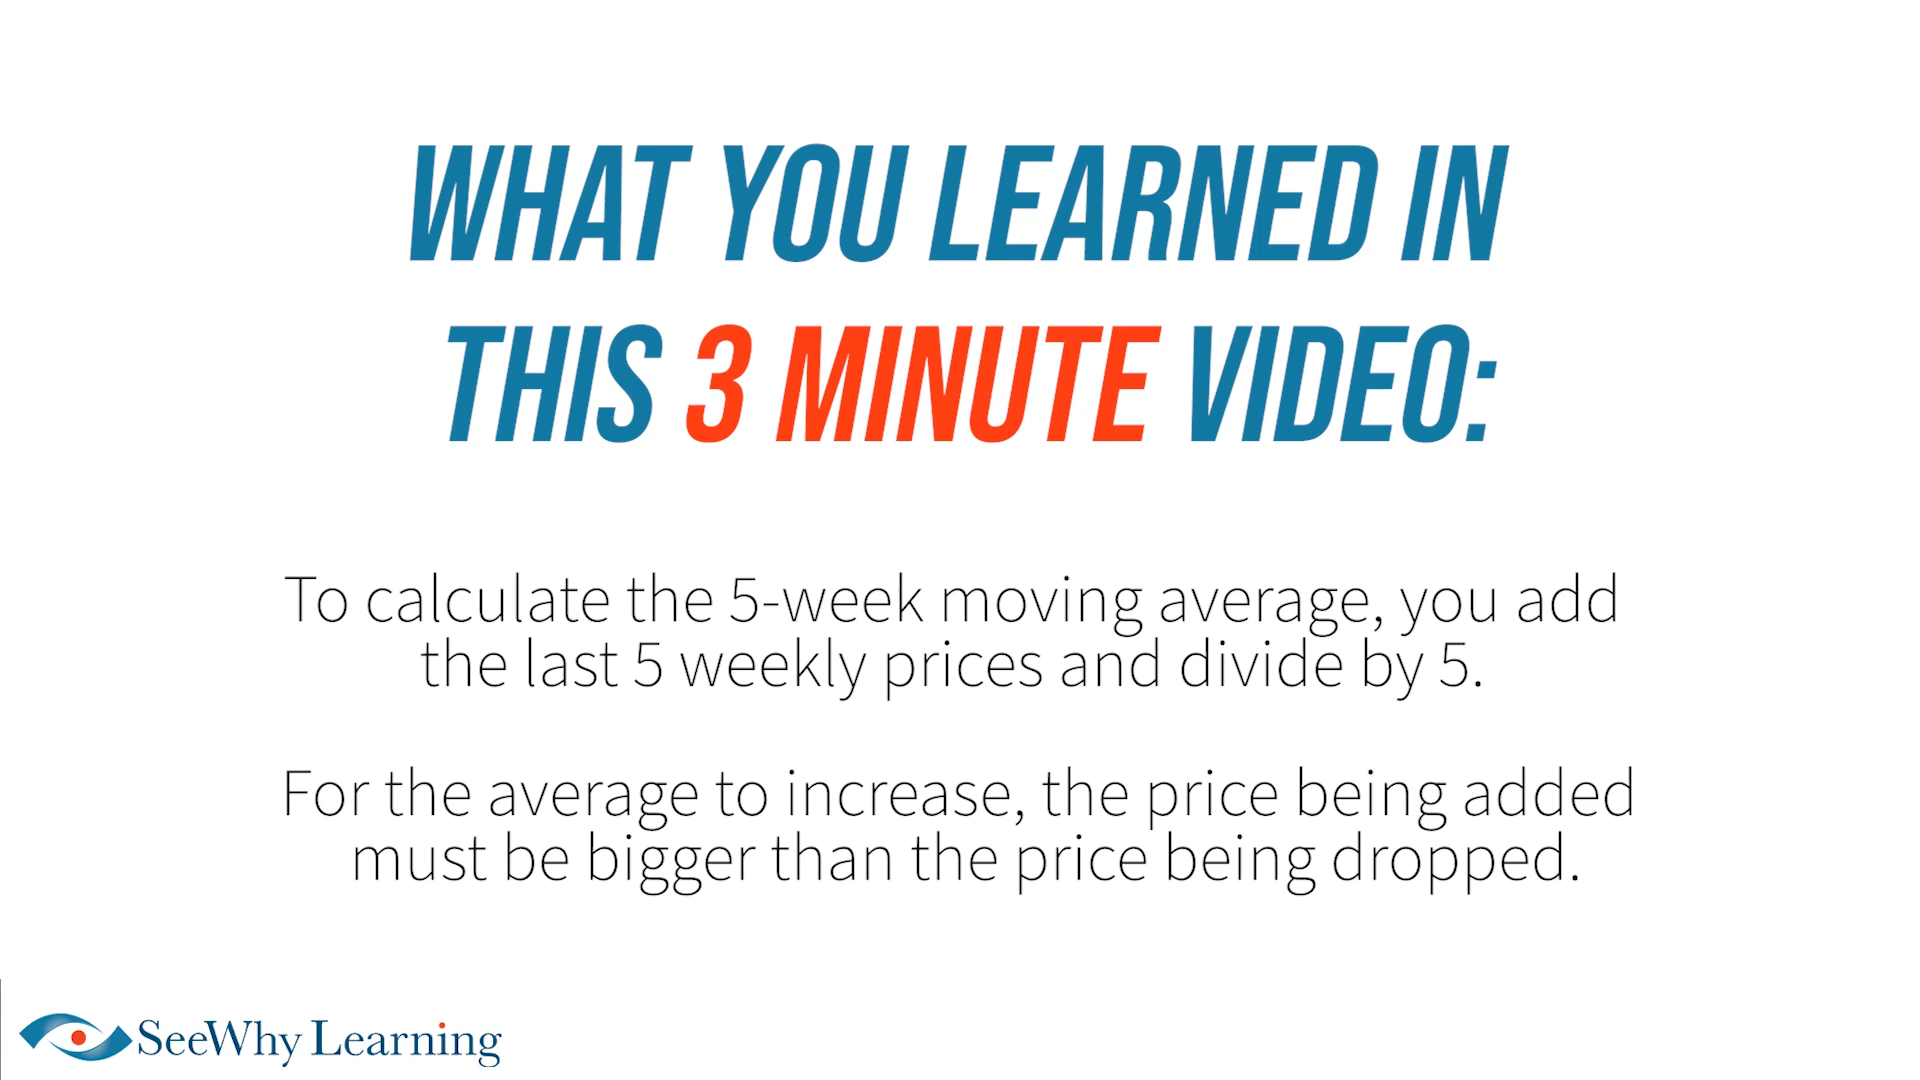 WHAT YOU LEARNED IN
THIS 3 MINUTE VIDEO:
To calculate the 5-week moving average, you add
the last 5 weekly prices and divide by 5.
For the average to increase, the price being added
must be bigger than the price being dropped.
SeeWhy Learning